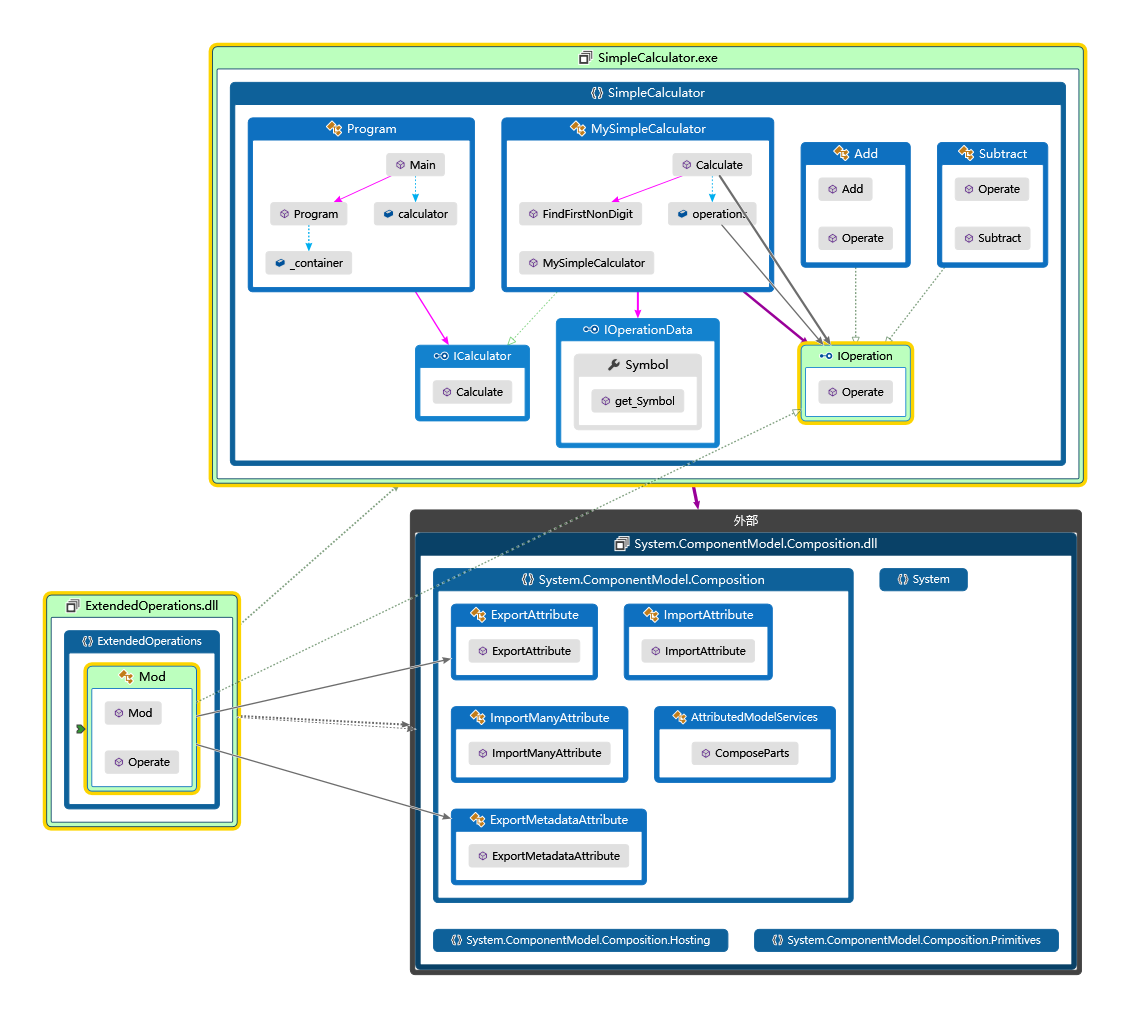 SimpleCalculator.exe
SimpleCalculator
Program
Main
Program
calculator
_container
MySimpleCalculator
Calculate
FindFirstNonDigit
operations
MySimpleCalculator
Add
Add
Operate
Subtract
Operate
Subtract
ICalculator
Calculate
IOperationData
Symbol
get_Symbol
IOperation
Operate
外部
System.ComponentModel.Composition.dll
System.ComponentModel.Composition
System
ExportAttribute
ExportAttribute
ImportAttribute
ImportAttribute
ImportManyAttribute
ImportManyAttribute
AttributedModelServices
ComposeParts
ExportMetadataAttribute
ExportMetadataAttribute
System.ComponentModel.Composition.Hosting
System.ComponentModel.Composition.Primitives
ExtendedOperations.dll
ExtendedOperations
Mod
Mod
Operate